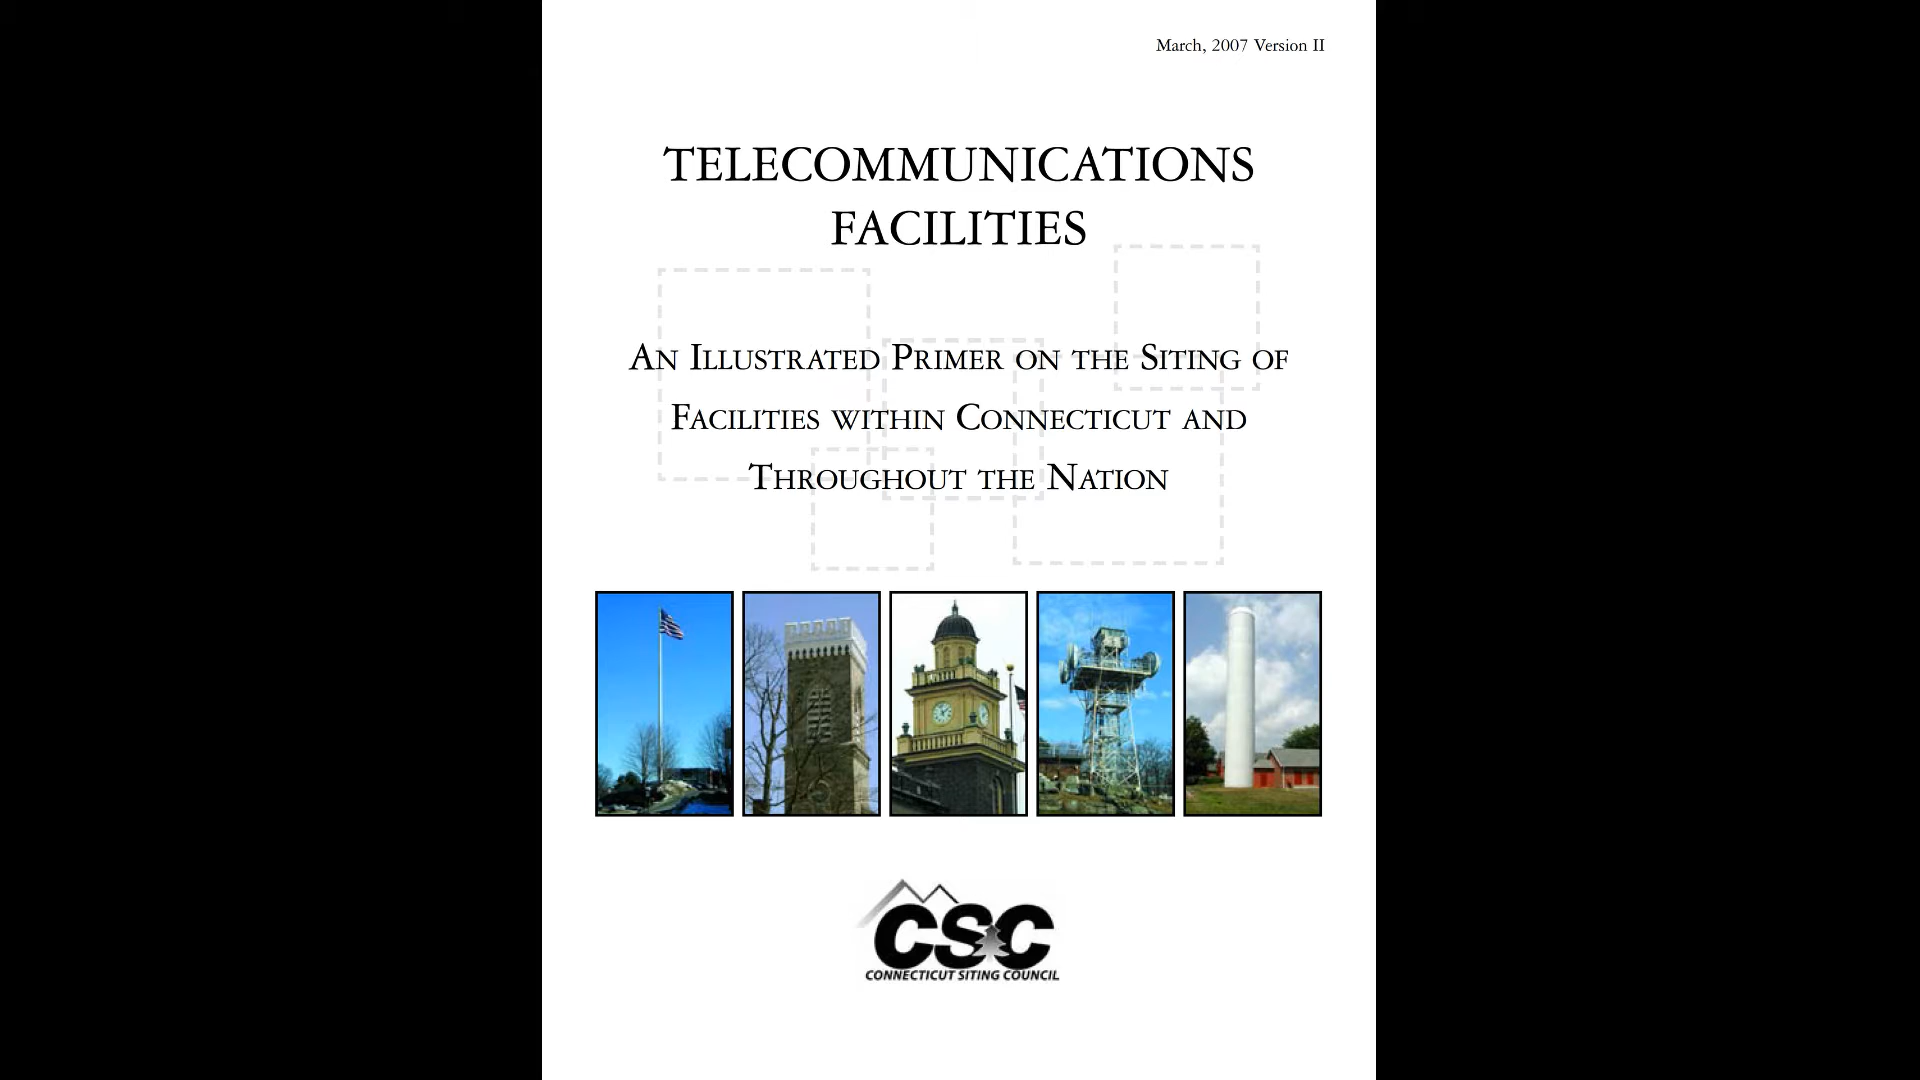 March, 2007 Version II
TELECOMMUNICATIONS
FACILITIES
AN ILLUSTRATED PRIMER ON THE SITING OF
FACILITIES WITHIN CONNECTICUT AND
THROUGHOUT THE NATION
CSC
CONNECTICUT SITING COUNCIL